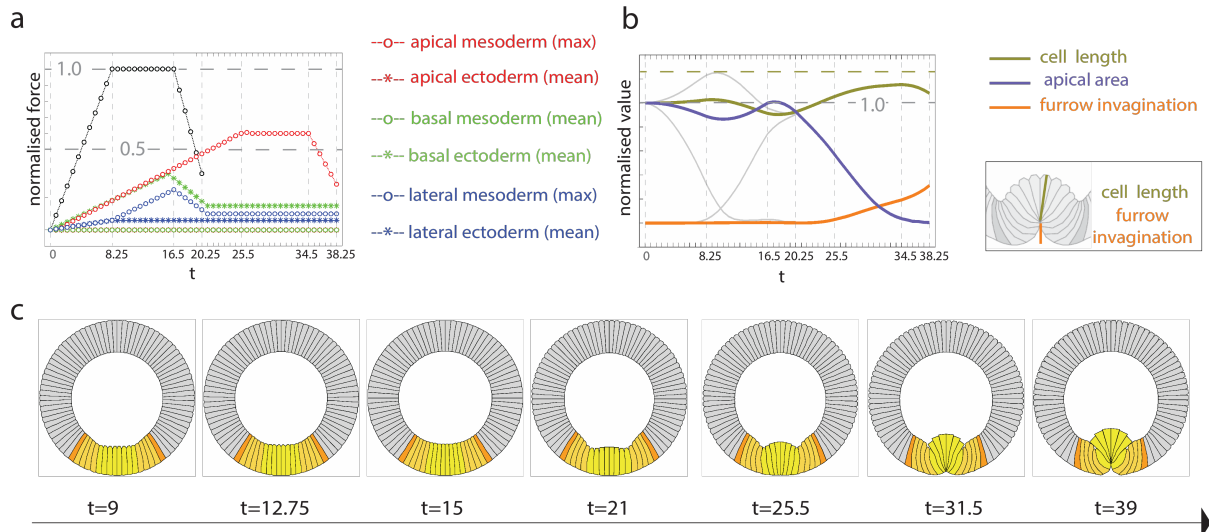 a
normalised force
1.0
0.5
0 8.25 16.5 20.25 25.5 34.5 38.25
t
--o-- apical mesoderm (max)
--*-- apical ectoderm (mean)
--o-- basal mesoderm (mean)
--*-- basal ectoderm (mean)
--o-- lateral mesoderm (max)
--*-- lateral ectoderm (mean)
b
normalised value
1.0
0 8.25 16.5 20.25 25.5 34.5 38.25
t
cell length
apical area
furrow invagination
cell length
furrow
invagination
c
t=9 t=12.75 t=15 t=21 t=25.5 t=31.5 t=39